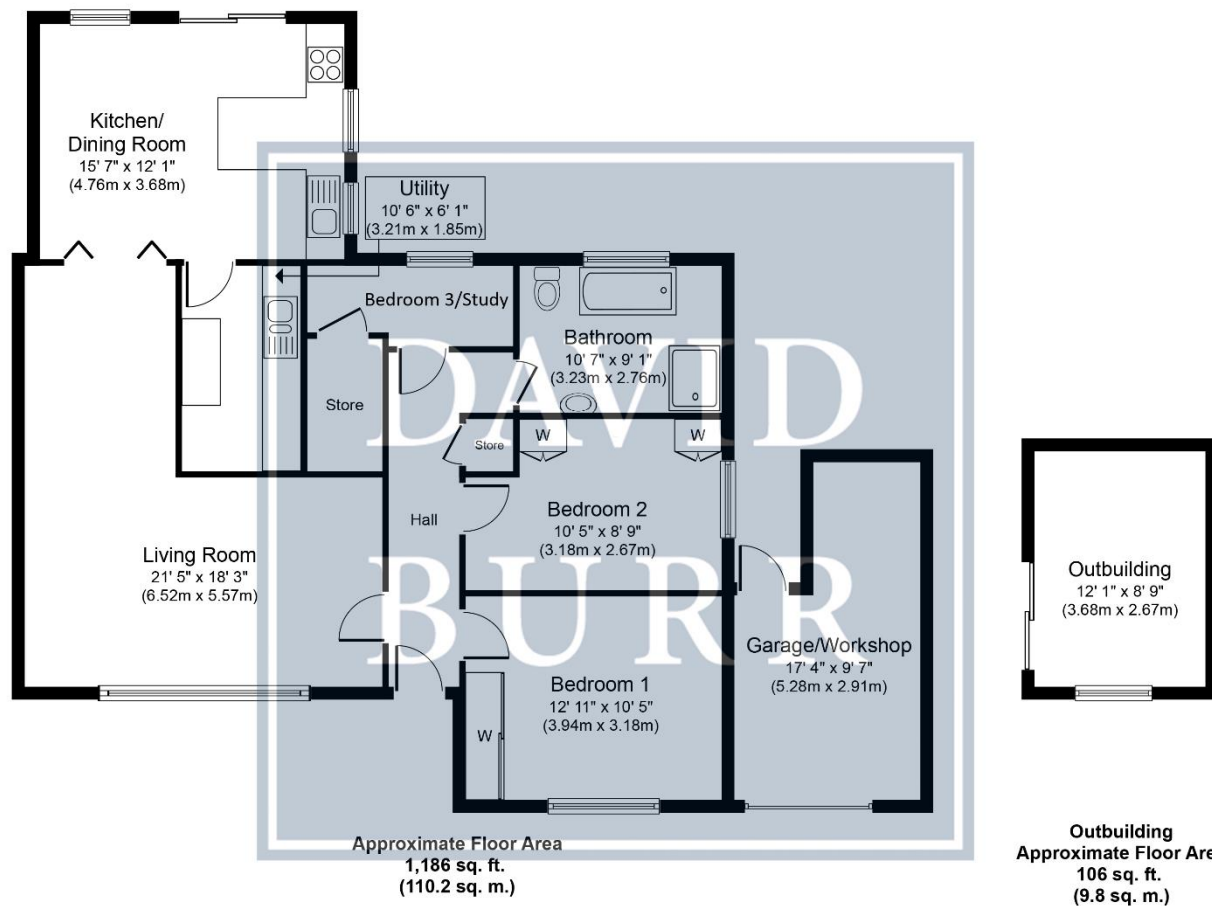 Kitchen/
Dining Room
15' 7" x 12' 1"
(4.76m x 3.68m)
Utility
10' 6" x 6' 1"
(3.21m x 1.85m)
Bedroom 3/Study
Bathroom
10' 7" x 9' 1"
(3.23m x 2.76m)
DAVID
Store
Store
W
W
Hall
Bedroom 2
10' 5" x 8' 9"
(3.18m x 2.67m)
Living Room
21' 5" x 18' 3"
(6.52m x 5.57m)
BURR
Outbuilding
12' 1" x 8' 9"
(3.68m x 2.67m)
Garage/Workshop
17' 4" x 9' 7"
(5.28m x 2.91m)
Bedroom 1
12' 11" x 10' 5"
(3.94m x 3.18m)
W
Approximate Floor Area
1,186 sq. ft.
(110.2 sq. m.)
Outbuilding
Approximate Floor Are
106 sq. ft.
(9.8 sq. m.)